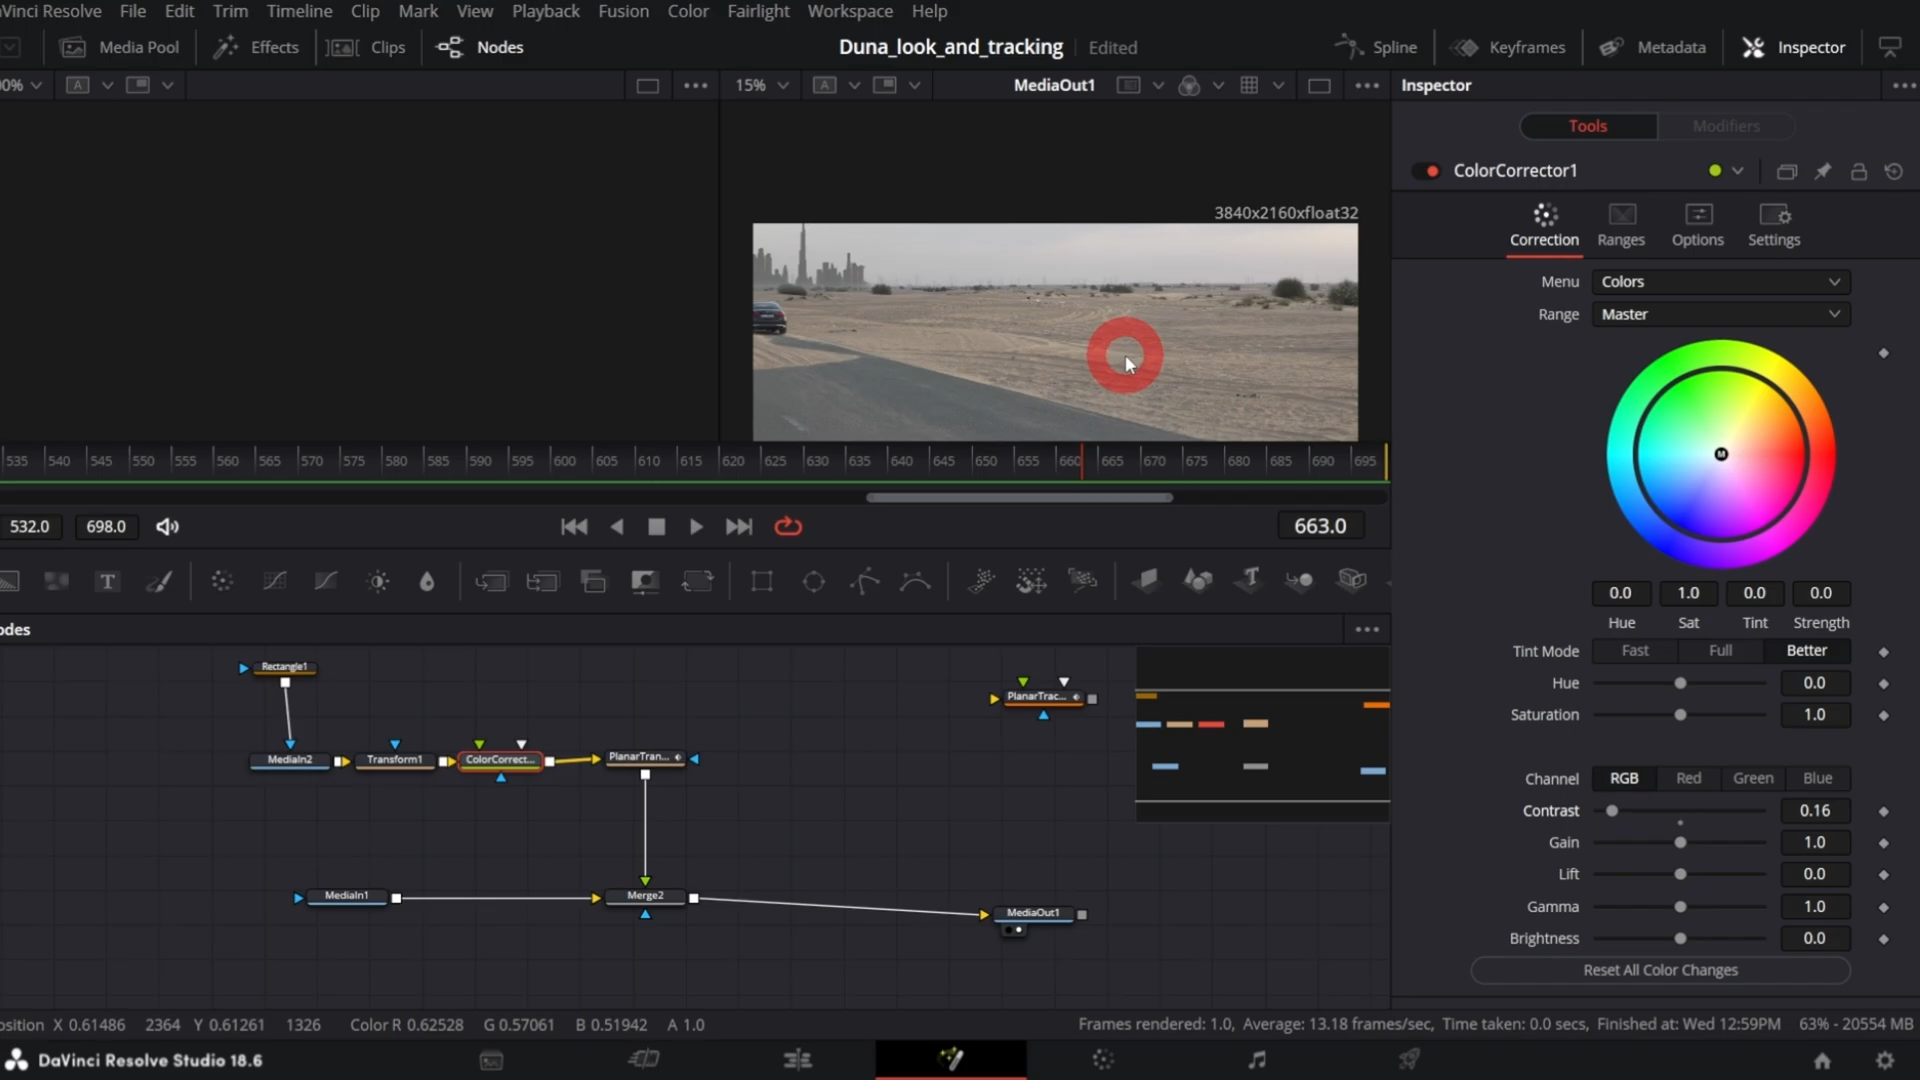 Vinci Resolve File Edit Trim Timeline Clip Mark View Playback Fusion Color Fairlight Workspace Help
Media Pool Effects Clips Nodes Duna_look_and_tracking Edited Spline Keyframes Metadata Inspector
0% A 15% A MediaOut1 Inspector
Tools Modifiers
ColorCorrector1
3840x2160xfloat32
Correction Ranges Options Settings
Menu Colors
Range Master
M
535 540 545 550 555 560 565 570 575 580 585 590 595 600 605 610 615 620 625 630 635 640 645 650 655 660 665 670 675 680 685 690 695
532.0 698.0 663.0
T
0.0 1.0 0.0 0.0
Hue Sat Tint Strength
odes
Tint Mode Fast Full Better
Hue 0.0
Saturation 1.0
Rectangle1
PlanarTrac...
MediaIn2 Transform1 ColorCorrect... PlanarTran...
Channel RGB Red Green Blue
Contrast 0.16
Gain 1.0
Lift 0.0
Gamma 1.0
Brightness 0.0
MediaIn1 Merge2 MediaOut1
Reset All Color Changes
osition X 0.61486 2364 Y 0.61261 1326 Color R 0.62528 G 0.57061 B 0.51942 A 1.0
Frames rendered: 1.0, Average: 13.18 frames/sec, Time taken: 0.0 secs, Finished at: Wed 12:59PM 63% - 20554 MB
DaVinci Resolve Studio 18.6